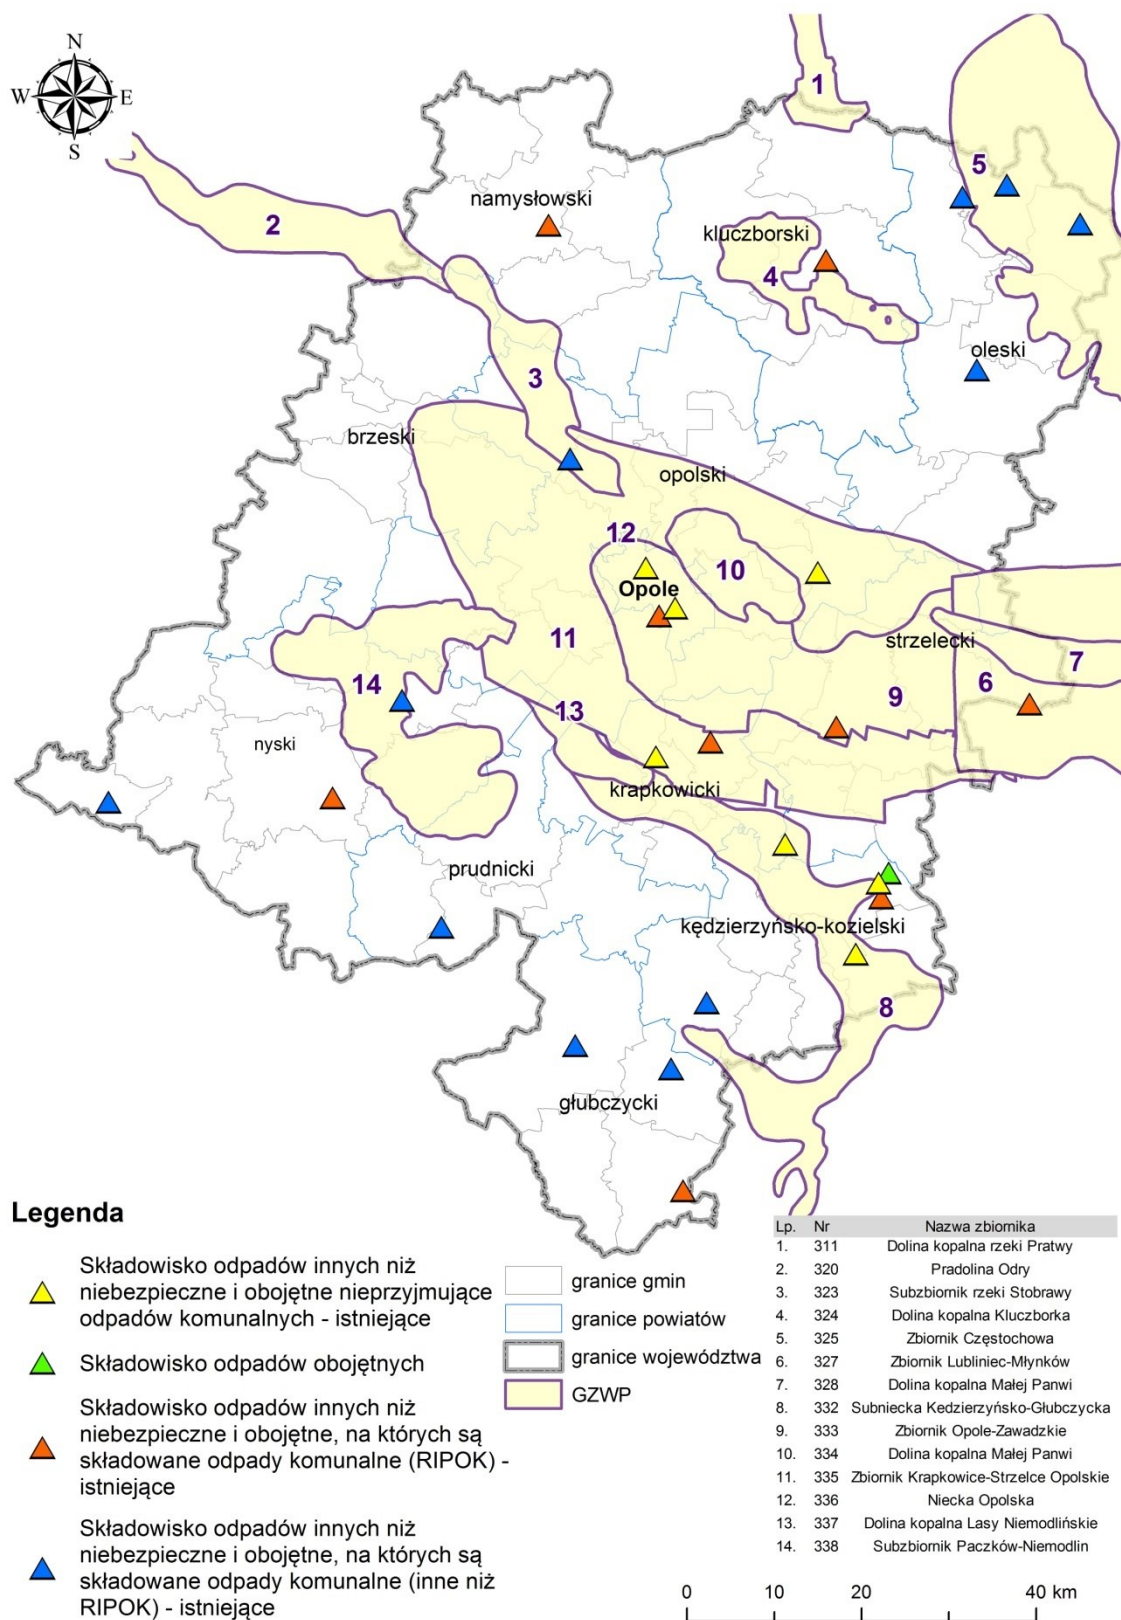 N
W E
S
1
5
namysłowski
2
kluczborski
4
oleski
3
brzeski
opolski
12
10
Opole
11
strzelecki
7
6
14
9
13
nyski
krapkowicki
prudnicki
kędzierzyńsko-kozielski
8
głubczycki
Legenda
Składowisko odpadów innych niż
niebezpieczne i obojętne nieprzyjmujące
odpadów komunalnych - istniejące
Składowisko odpadów obojętnych
Składowisko odpadów innych niż
niebezpieczne i obojętne, na których są
składowane odpady komunalne (RIPOK) -
istniejące
Składowisko odpadów innych niż
niebezpieczne i obojętne, na których są
składowane odpady komunalne (inne niż
RIPOK) - istniejące
granice gmin
granice powiatów
granice województwa
GZWP
Lp. Nr Nazwa zbiornika
1. 311 Dolina kopalna rzeki Pratwy
2. 320 Pradolina Odry
3. 323 Subzbiornik rzeki Stobrawy
4. 324 Dolina kopalna Kluczborka
5. 325 Zbiornik Częstochowa
6. 327 Zbiornik Lubliniec-Młynków
7. 328 Dolina kopalna Małej Panwi
8. 332 Subniecka Kedzierzyńsko-Głubczycka
9. 333 Zbiornik Opole-Zawadzkie
10. 334 Dolina kopalna Małej Panwi
11. 335 Zbiornik Krapkowice-Strzelce Opolskie
12. 336 Niecka Opolska
13. 337 Dolina kopalna Lasy Niemodlińskie
14. 338 Subzbiornik Paczków-Niemodlin
0 10 20 40 km